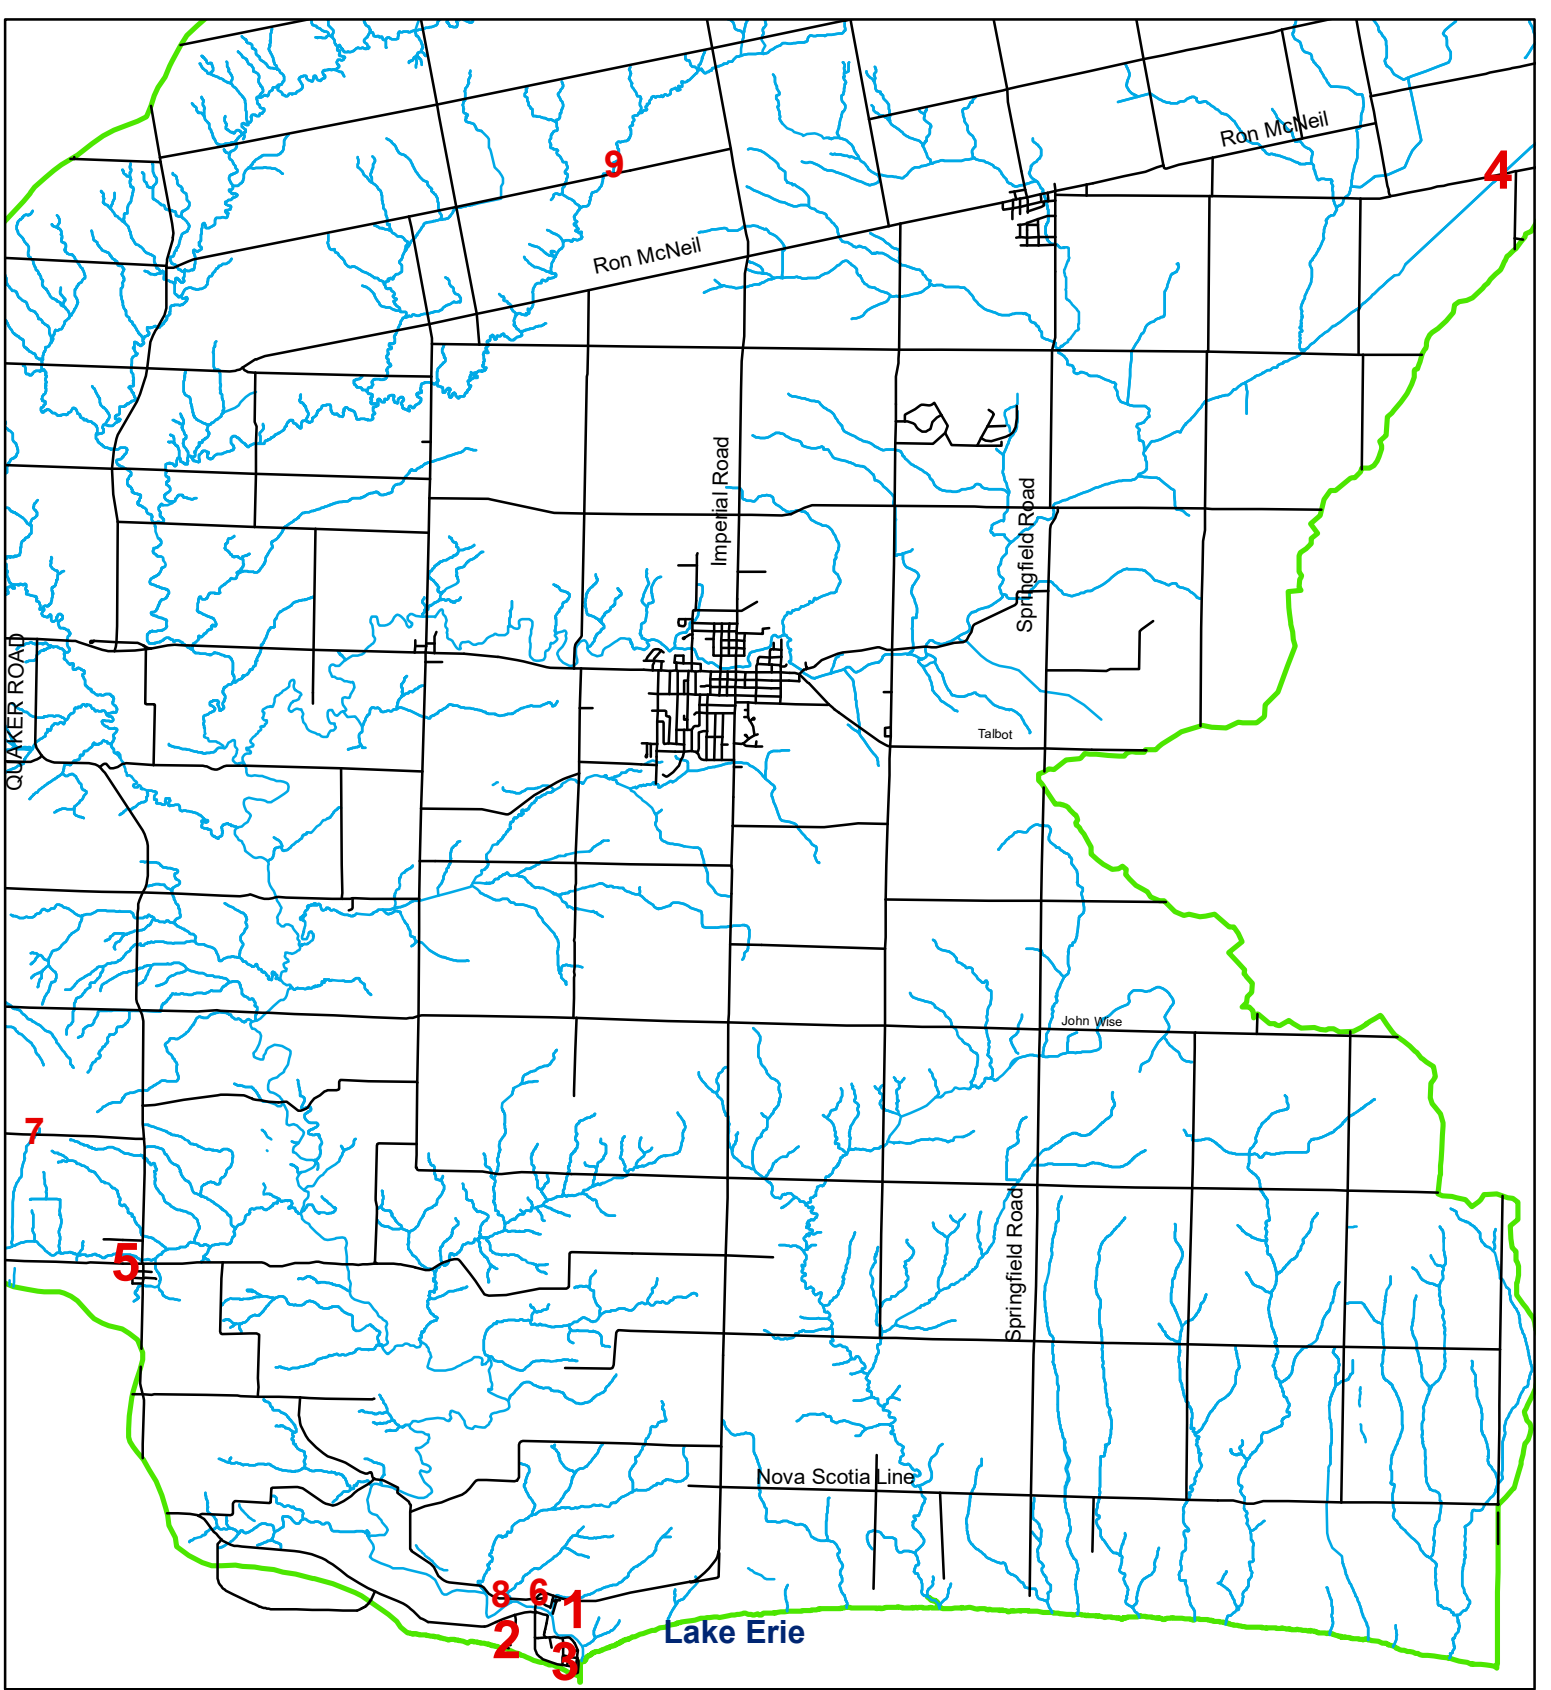 Ron McNeil
9
4
Ron McNeil
Imperial Road
Springfield Road
QUAKER ROAD
Talbot
John Wise
7
5
Springfield Road
Nova Scotia Line
8
6
1
2
Lake Erie
3